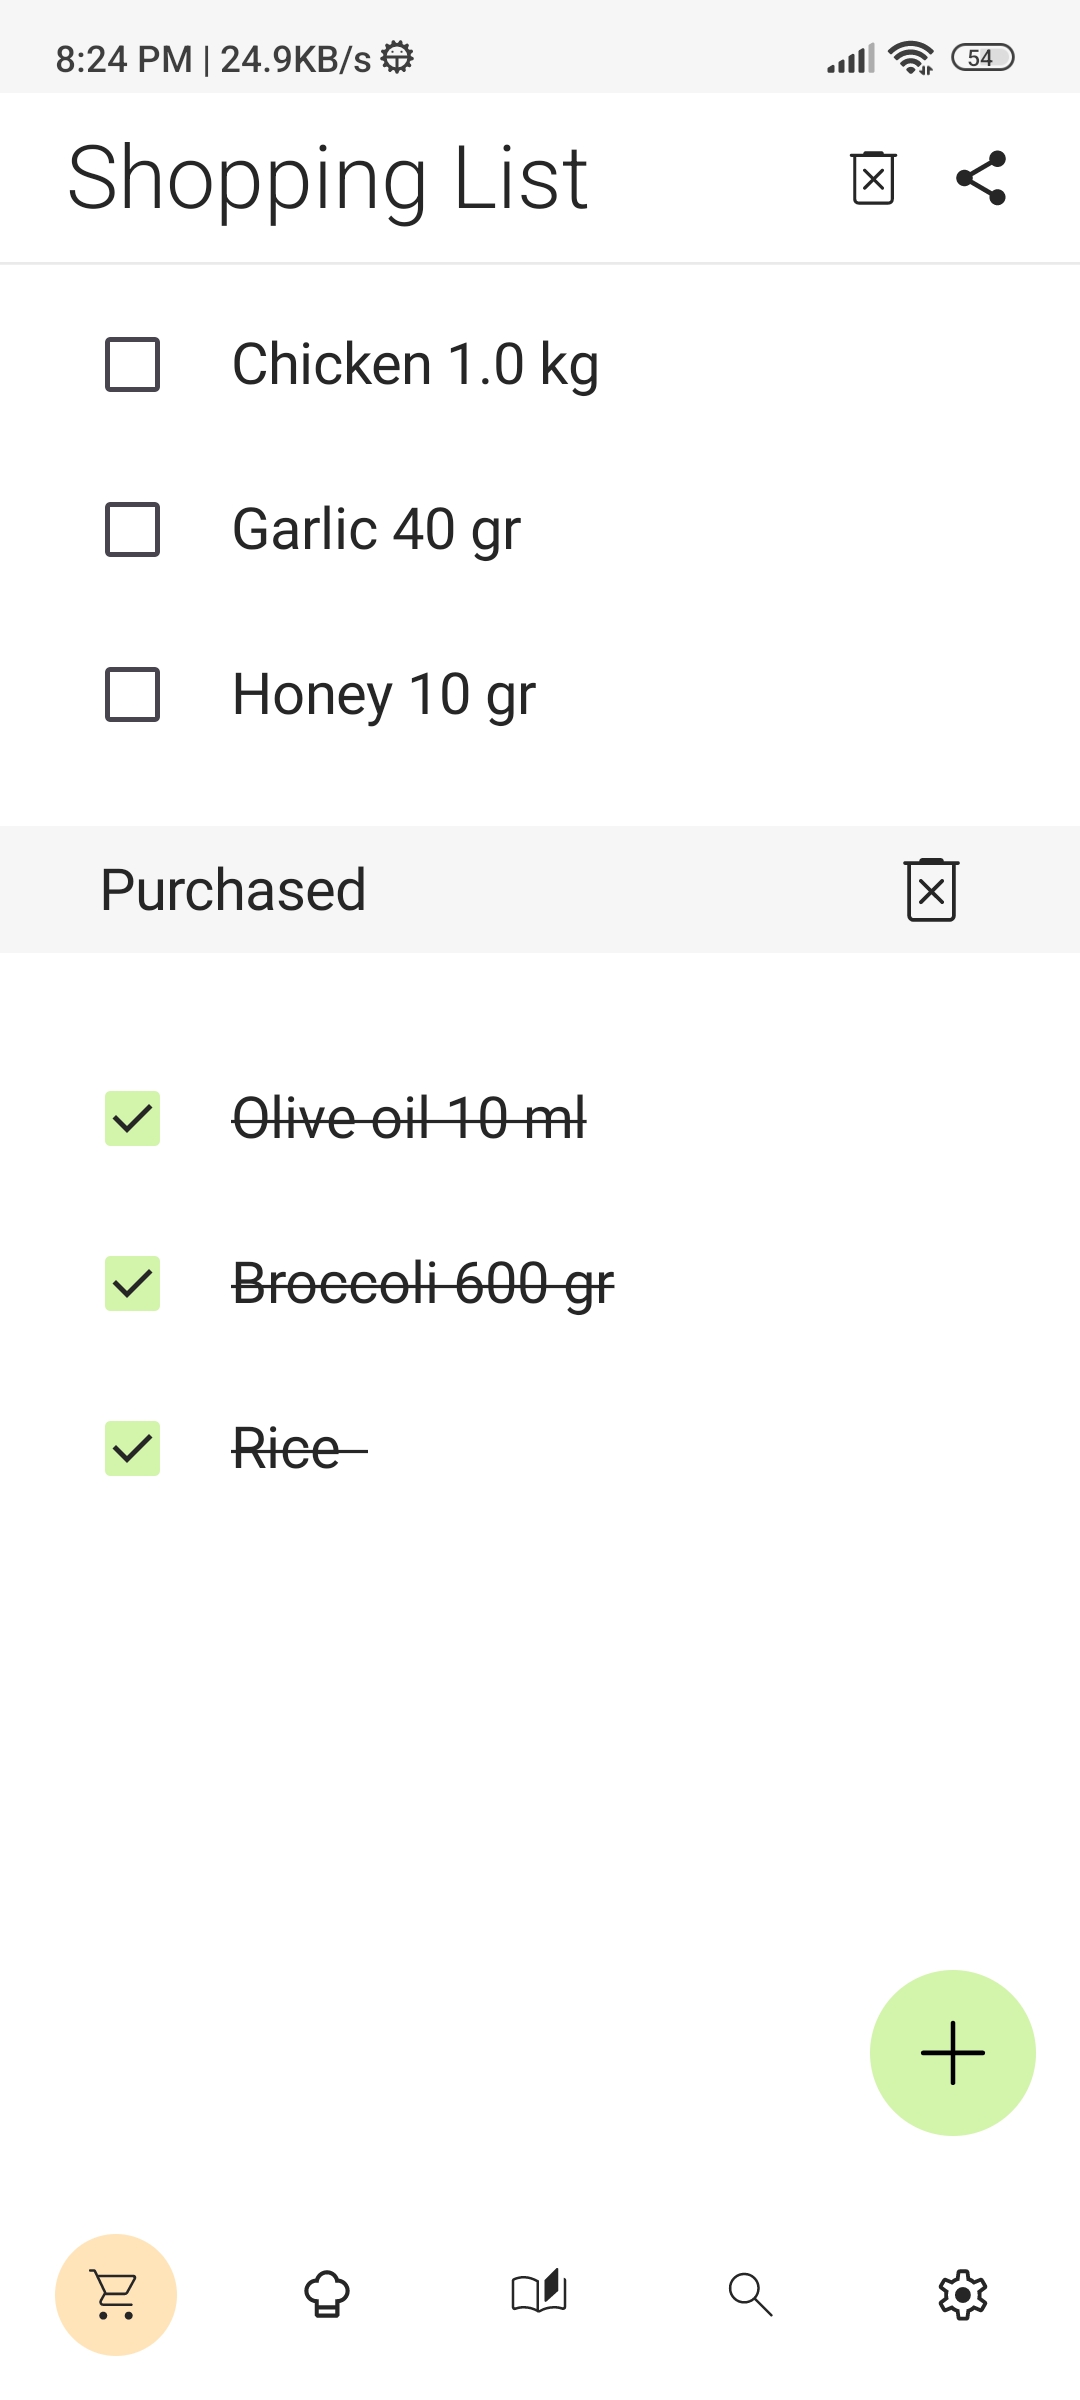 8:24 PM | 24.9KB/s
54
Shopping List
Chicken 1.0 kg
Garlic 40 gr
Honey 10 gr
Purchased
Olive oil 10 ml
Broccoli 600 gr
Rice